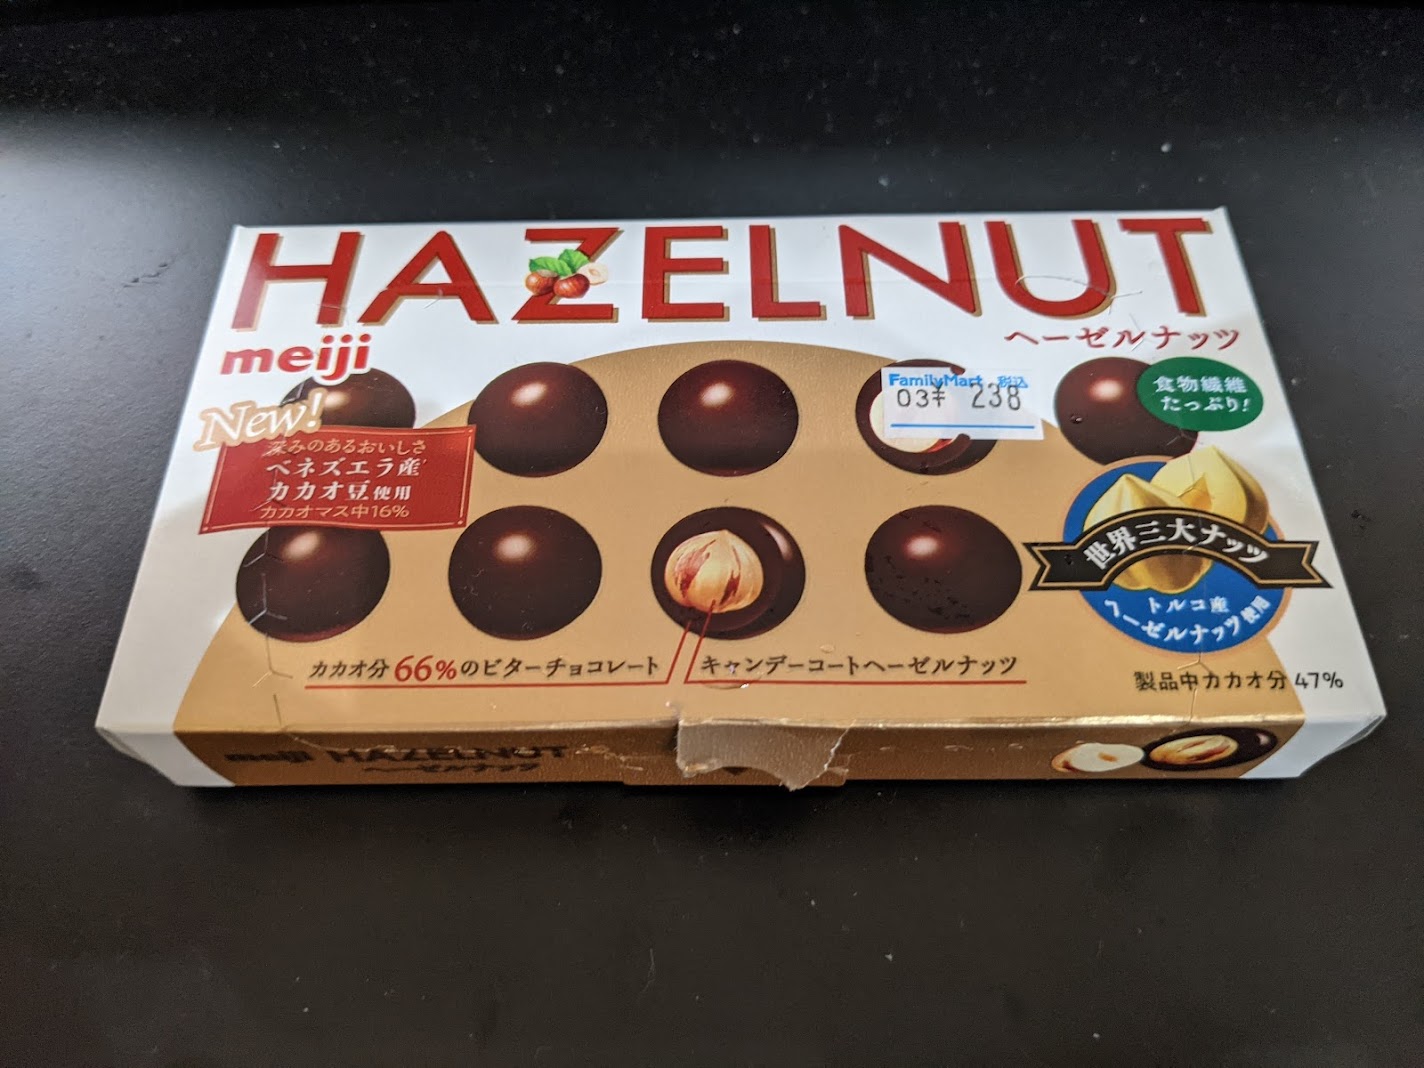 HAZELNUT
ヘーゼルナッツ
meiji
New!
深みのあるおいしさ
ベネズエラ産
カカオ豆使用
カカオマス中16%
FamilyMart 税込
03¥ 238
食物繊維
たっぷり!
世界三大ナッツ
トルコ産
ヘーゼルナッツ使用
カカオ分66%のビターチョコレート
キャンデーコートヘーゼルナッツ
製品中カカオ分47%
meiji HAZELNUT
ヘーゼルナッツ